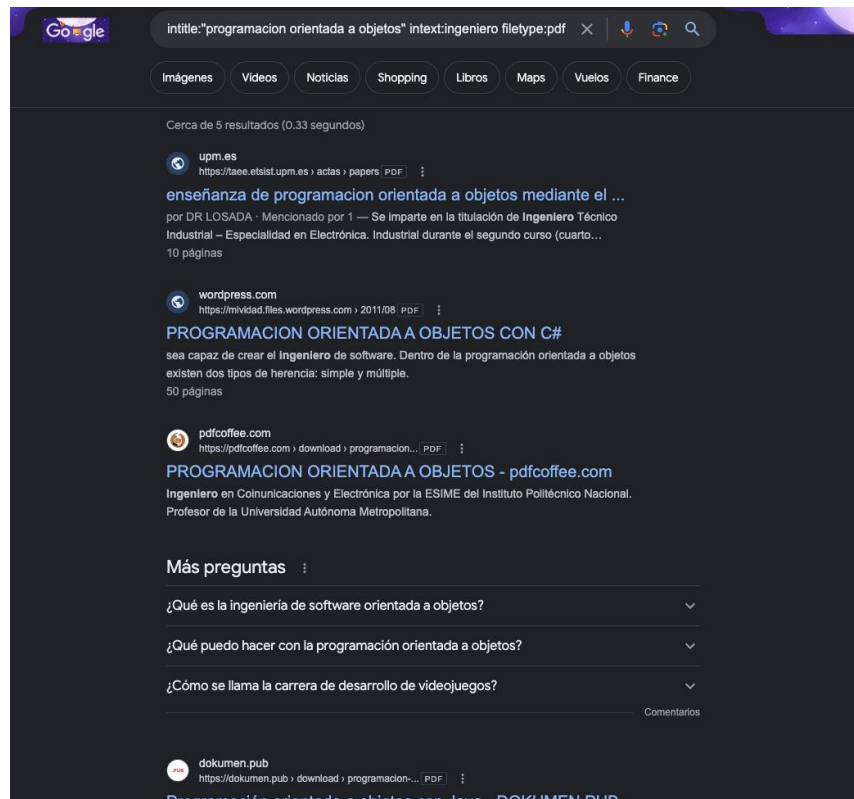 Google
intitle:"programacion orientada a objetos" intext:ingeniero filetype:pdf
Imágenes Vídeos Noticias Shopping Libros Maps Vuelos Finance
Cerca de 5 resultados (0.33 segundos)
upm.es
https://taee.etsist.upm.es › actas › papers PDF
enseñanza de programacion orientada a objetos mediante el ...
por DR LOSADA · Mencionado por 1 — Se imparte en la titulación de Ingeniero Técnico
Industrial – Especialidad en Electrónica. Industrial durante el segundo curso (cuarto...
10 páginas
wordpress.com
https://mividad.files.wordpress.com › 2011/08 PDF
PROGRAMACION ORIENTADA A OBJETOS CON C#
sea capaz de crear el ingeniero de software. Dentro de la programación orientada a objetos
existen dos tipos de herencia: simple y múltiple.
50 páginas
pdfcoffee.com
https://pdfcoffee.com › download › programacion... PDF
PROGRAMACION ORIENTADA A OBJETOS - pdfcoffee.com
Ingeniero en Coinunicaciones y Electrónica por la ESIME del Instituto Politécnico Nacional.
Profesor de la Universidad Autónoma Metropolitana.
Más preguntas
¿Qué es la ingeniería de software orientada a objetos?
¿Qué puedo hacer con la programación orientada a objetos?
¿Cómo se llama la carrera de desarrollo de videojuegos?
Comentarios
dokumen.pub
https://dokumen.pub › download › programacion-... PDF
Programación orientada a objetos con Java - DOKUMEN.PUB